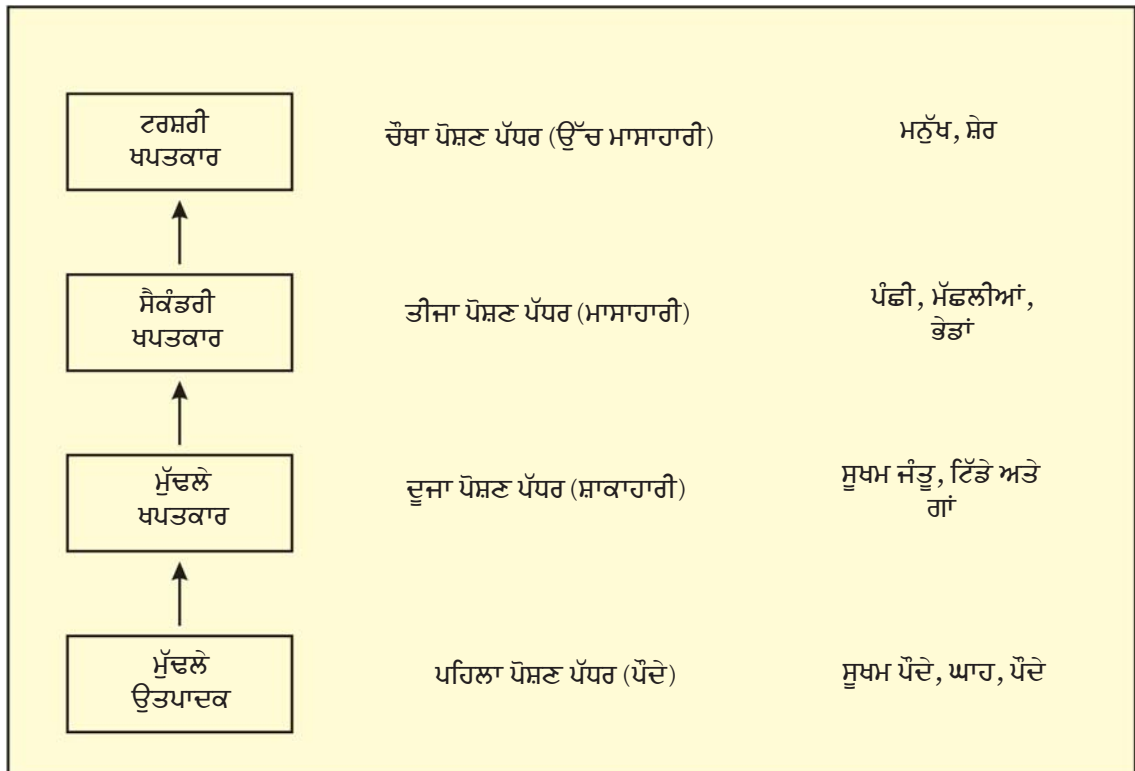 ਟਰਸ਼ਰੀ
ਖਪਤਕਾਰ
ਚੌਥਾ ਪੋਸ਼ਣ ਪੱਧਰ (ਉੱਚ ਮਾਸਾਹਾਰੀ)
ਮਨੁੱਖ, ਸ਼ੇਰ
ਸੈਕੰਡਰੀ
ਖਪਤਕਾਰ
ਤੀਜਾ ਪੋਸ਼ਣ ਪੱਧਰ (ਮਾਸਾਹਾਰੀ)
ਪੰਛੀ, ਮੱਛਲੀਆਂ,
ਭੇਡਾਂ
ਮੁੱਢਲੇ
ਖਪਤਕਾਰ
ਦੂਜਾ ਪੋਸ਼ਣ ਪੱਧਰ (ਸ਼ਾਕਾਹਾਰੀ)
ਸੂਖਮ ਜੰਤੂ, ਟਿੱਡੇ ਅਤੇ
ਗਾਂ
ਮੁੱਢਲੇ
ਉਤਪਾਦਕ
ਪਹਿਲਾ ਪੋਸ਼ਣ ਪੱਧਰ (ਪੌਦੇ)
ਸੂਖਮ ਪੌਦੇ, ਘਾਹ, ਪੌਦੇ